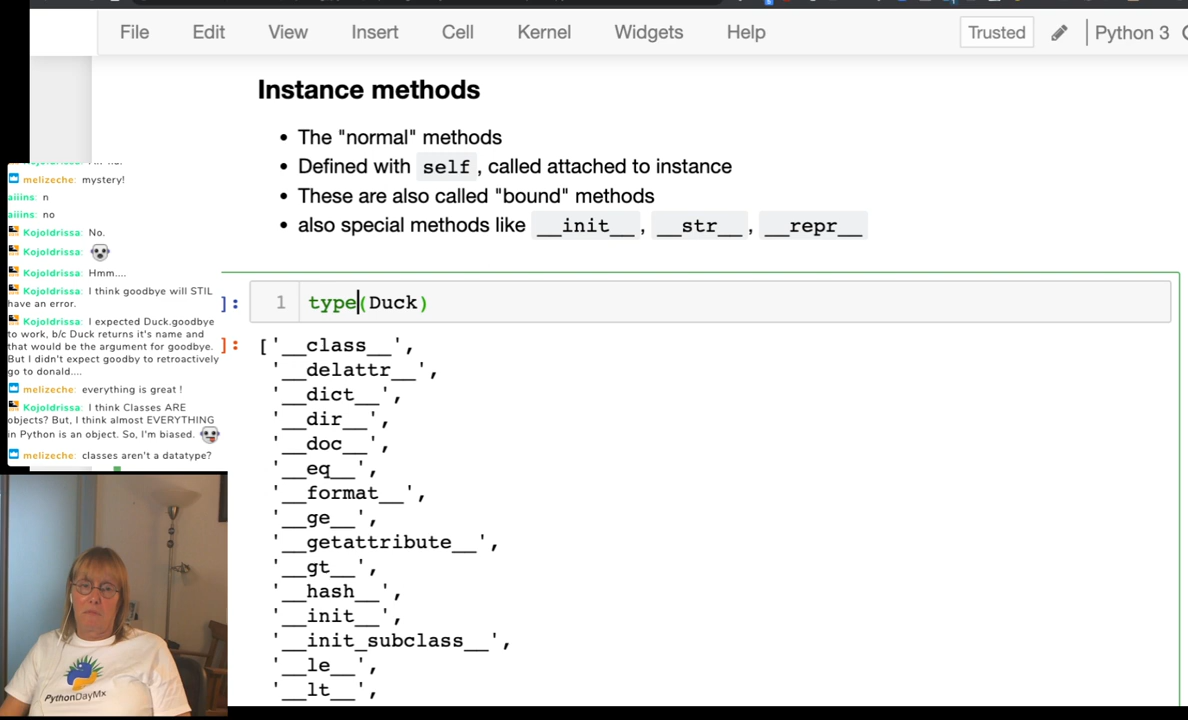 File Edit View Insert Cell Kernel Widgets Help Trusted Python 3
Instance methods
• The "normal" methods
• Defined with self , called attached to instance
• These are also called "bound" methods
• also special methods like __init__ , __str__ , __repr__
]: 1 type(Duck)
]: ['__class__',
'__delattr__',
'__dict__',
'__dir__',
'__doc__',
'__eq__',
'__format__',
'__ge__',
'__getattribute__',
'__gt__',
'__hash__',
'__init__',
'__init_subclass__',
'__le__',
'__lt__',
melizeche: mystery!
aiiins: n
aiiins: no
Kojoldrissa: No.
Kojoldrissa:
Kojoldrissa: Hmm....
Kojoldrissa: I think goodbye will STIL
have an error.
Kojoldrissa: I expected Duck.goodbye
to work, b/c Duck returns it's name and
that would be the argument for goodbye.
But I didn't expect goodby to retroactively
go to donald....
melizeche: everything is great !
Kojoldrissa: I think Classes ARE
objects? But, I think almost EVERYTHING
in Python is an object. So, I'm biased.
melizeche: classes aren't a datatype?
PythonDayMx